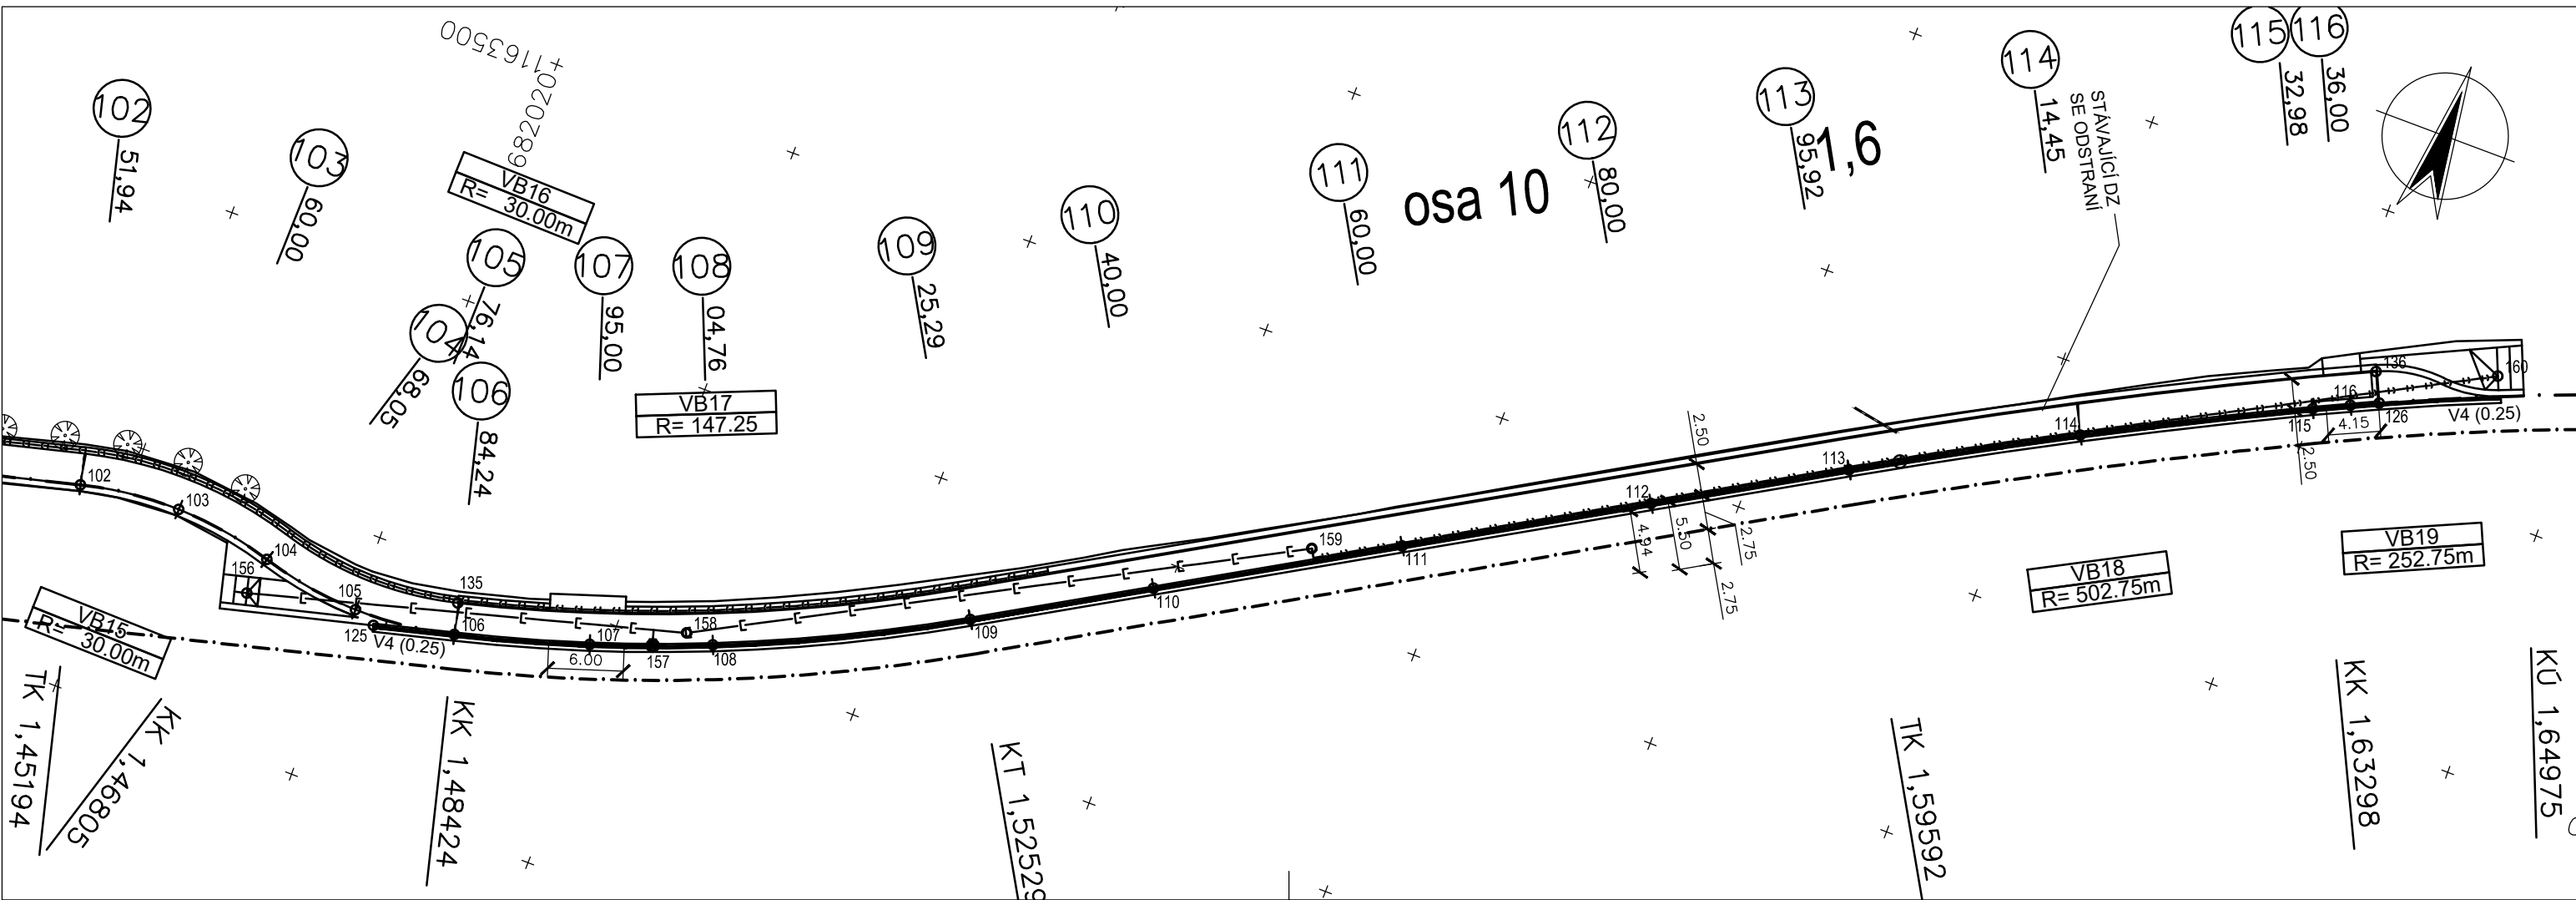 +1163500
682020
102
51,94
103
60,00
VB16
R= 30.00m
105
76,14
104
68,05
106
84,24
107
95,00
108
04,76
VB17
R= 147.25
109
25,29
110
40,00
111
60,00
osa 10
112
80,00
113
95,92
1,6
114
14,45
STÁVAJÍCÍ DZ
SE ODSTRANÍ
115
32,98
116
36,00
102
103
104
156
105
135
125
V4 (0.25)
106
107
6.00
157
158
108
109
110
159
111
112
4.94
5.50
2.50
2.75
2.75
113
114
115
116
136
160
126
4.15
2.50
V4 (0.25)
VB15
R= 30.00m
VB18
R= 502.75m
VB19
R= 252.75m
TK 1,45194
KK 1,46805
KK 1,48424
KT 1,52529
TK 1,59592
KK 1,63298
KÚ 1,64975